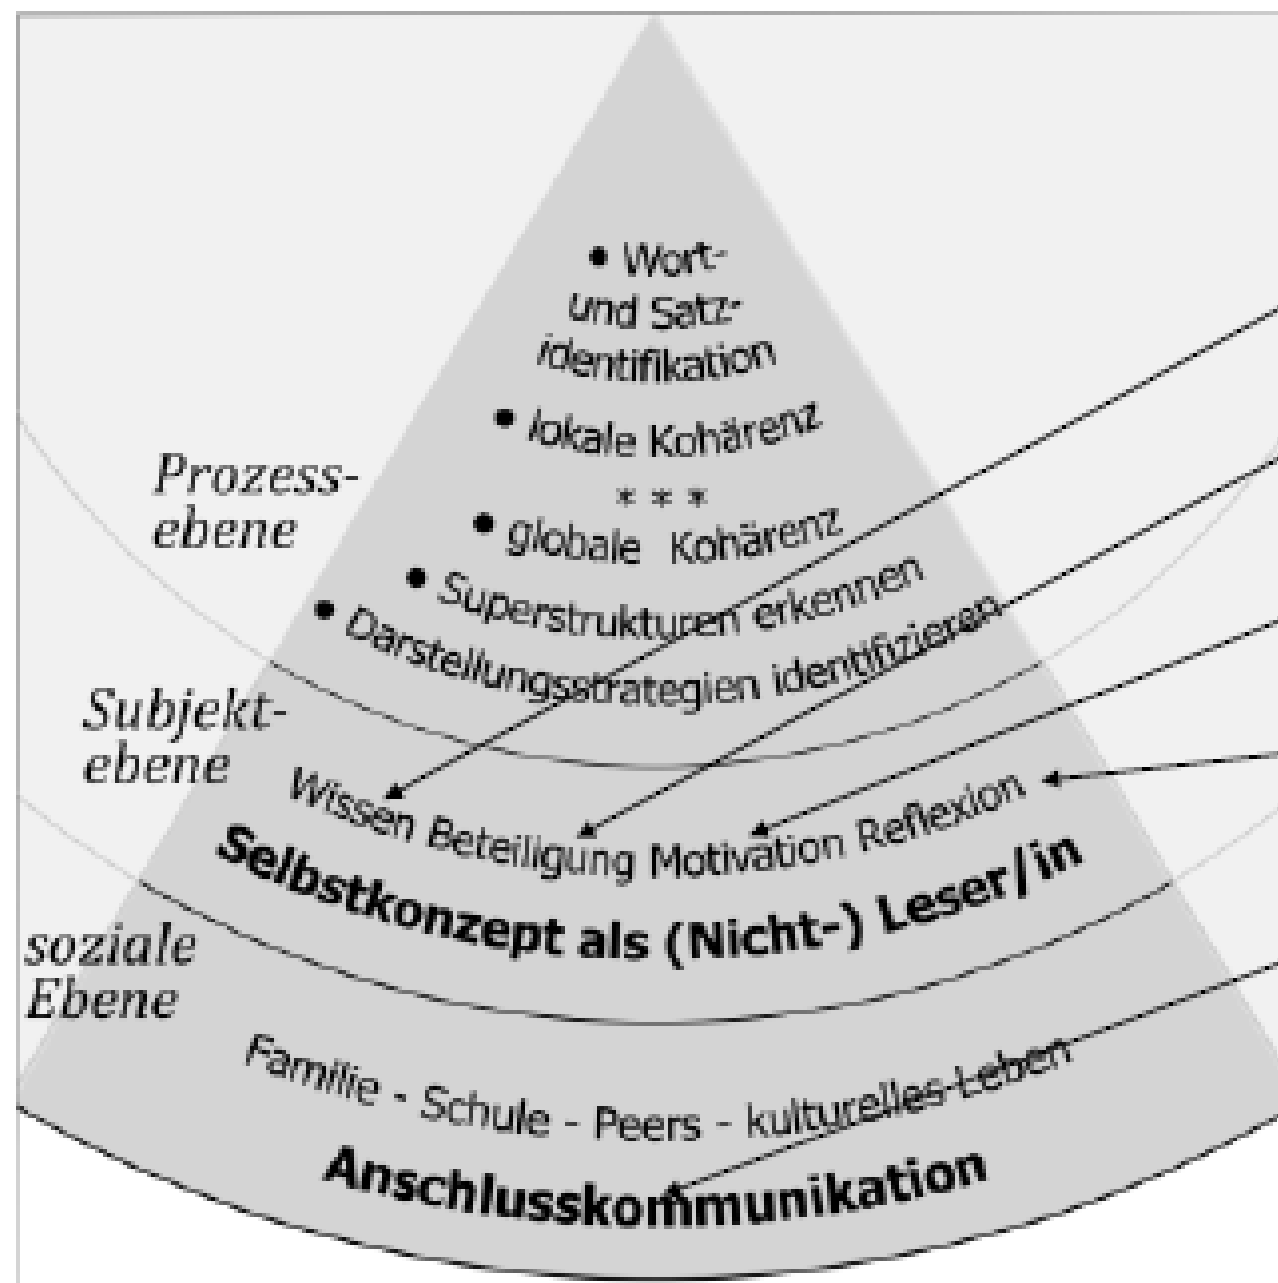 • Wort-
und Satz-
identifikation
• lokale Kohärenz
* * *
• globale Kohärenz
• Superstrukturen erkennen
• Darstellungsstrategien identifizieren
Prozess-
ebene
Subjekt-
ebene
Wissen Beteiligung Motivation Reflexion
Selbstkonzept als (Nicht-) Leser/in
soziale
Ebene
Familie - Schule - Peers - kulturelles Leben
Anschlusskommunikation